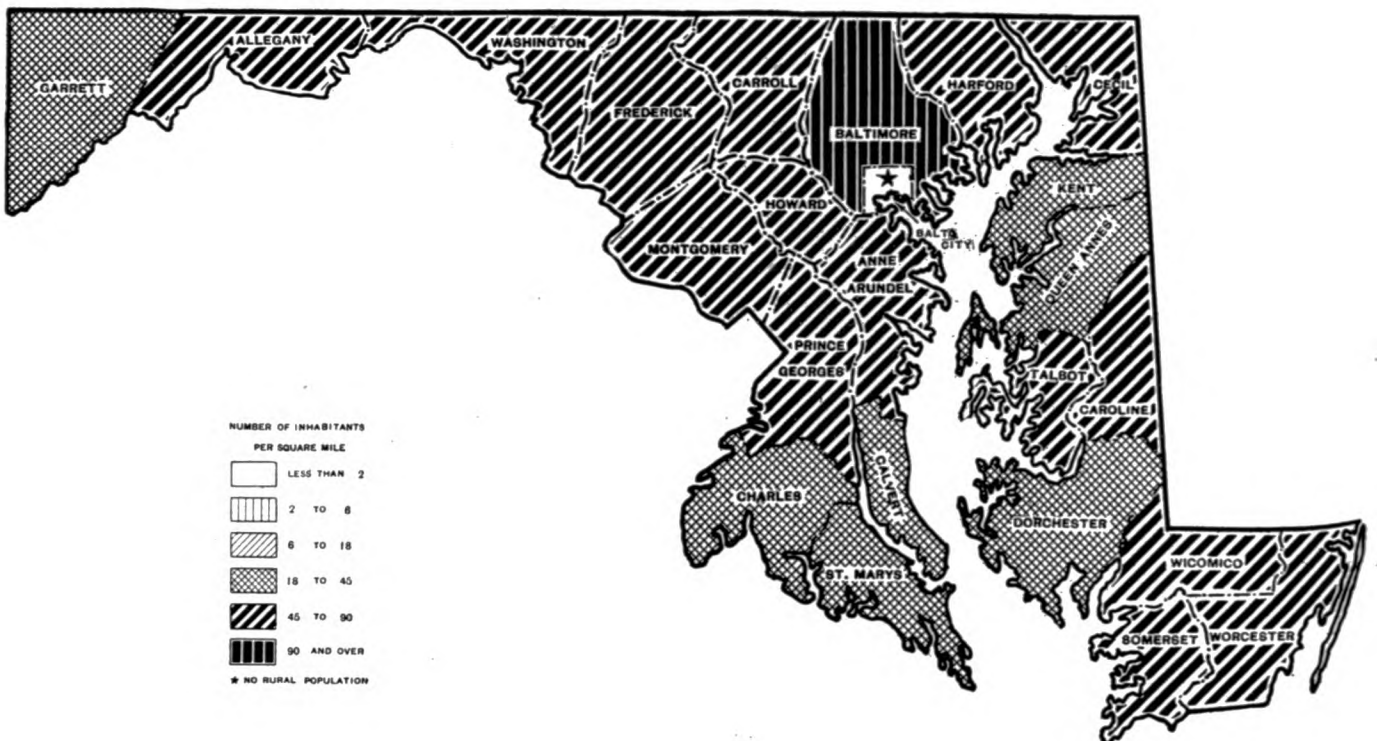 ALLEGANY
WASHINGTON
GARRETT
FREDERICK
CARROLL
BALTIMORE
HARFORD
CECIL
★
KENT
HOWARD
BALTO
CITY
MONTGOMERY
ANNE
ARUNDEL
QUEEN ANNES
PRINCE
GEORGES
TALBOT
CAROLINE
CALVERT
CHARLES
DORCHESTER
ST. MARYS
WICOMICO
SOMERSET
WORCESTER
NUMBER OF INHABITANTS
PER SQUARE MILE
LESS THAN 2
2 TO 6
6 TO 18
18 TO 45
45 TO 90
90 AND OVER
★ NO RURAL POPULATION